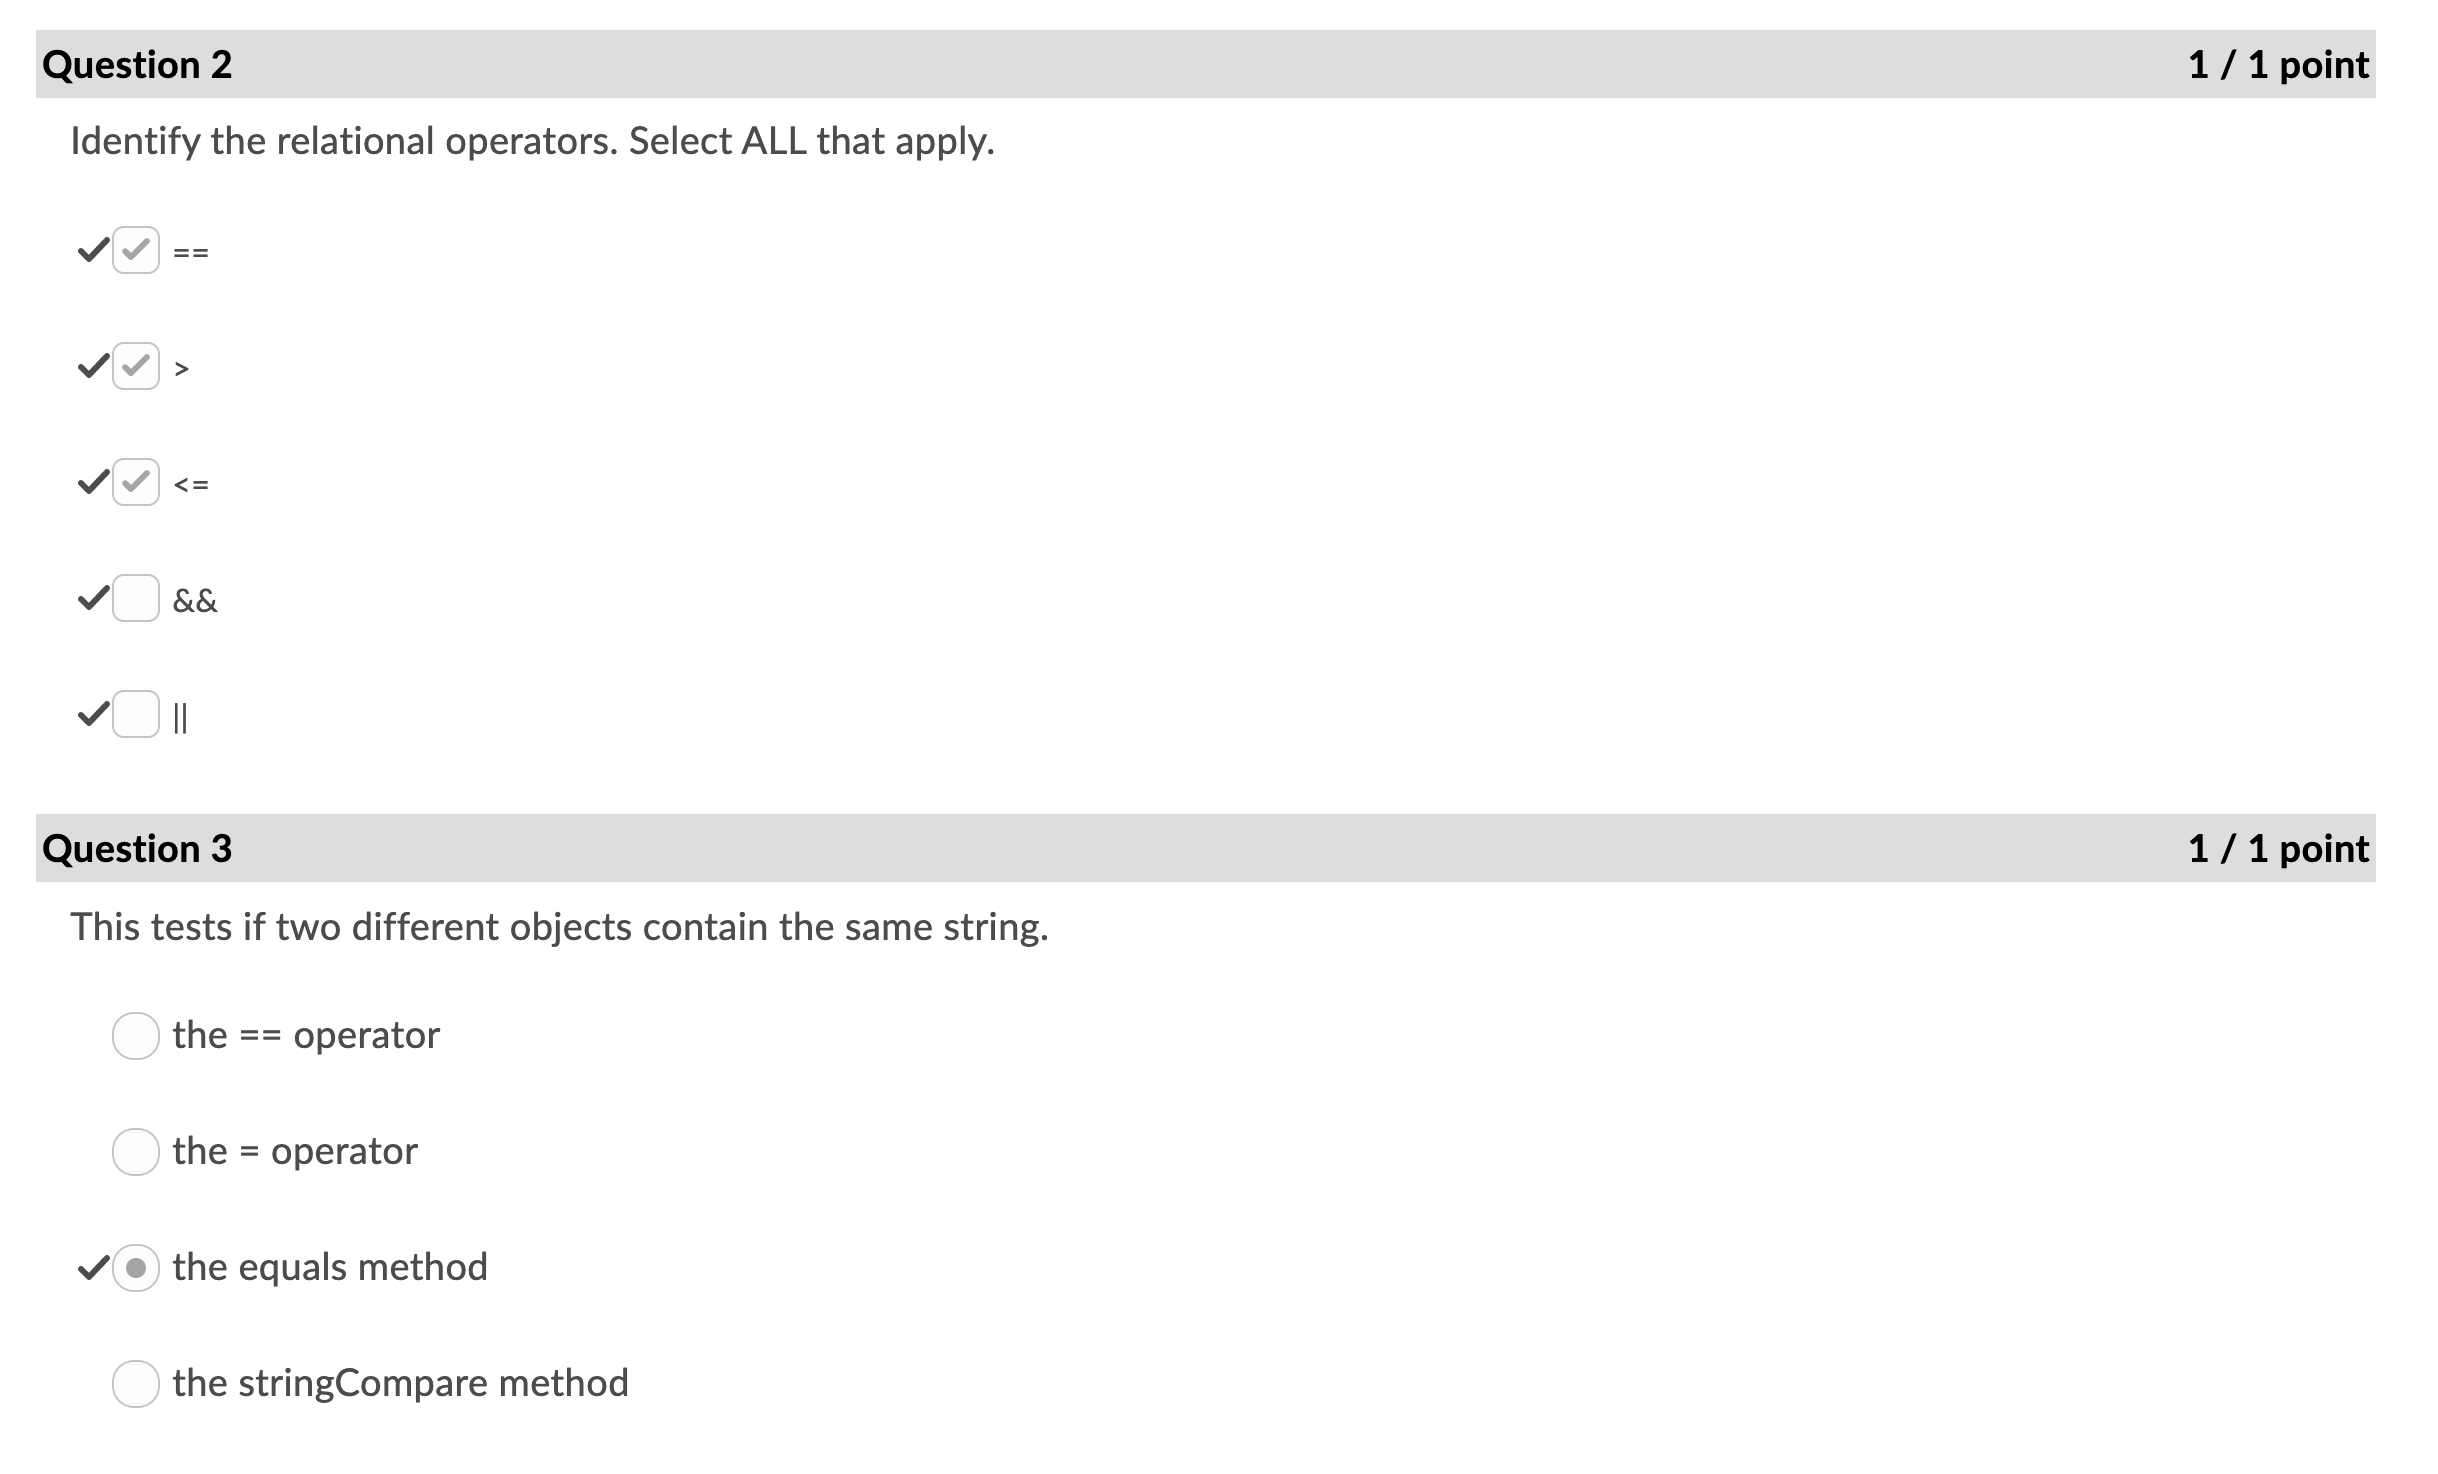 Question 2 1 / 1 point
Identify the relational operators. Select ALL that apply.
==
>
<=
&&
||
Question 3 1 / 1 point
This tests if two different objects contain the same string.
the == operator
the = operator
the equals method
the stringCompare method